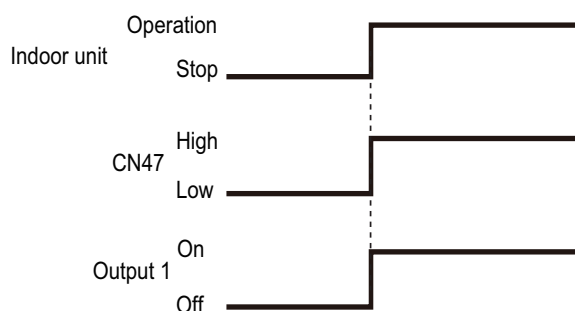 Operation
Indoor unit
Stop
High
CN47
Low
On
Output 1
Off